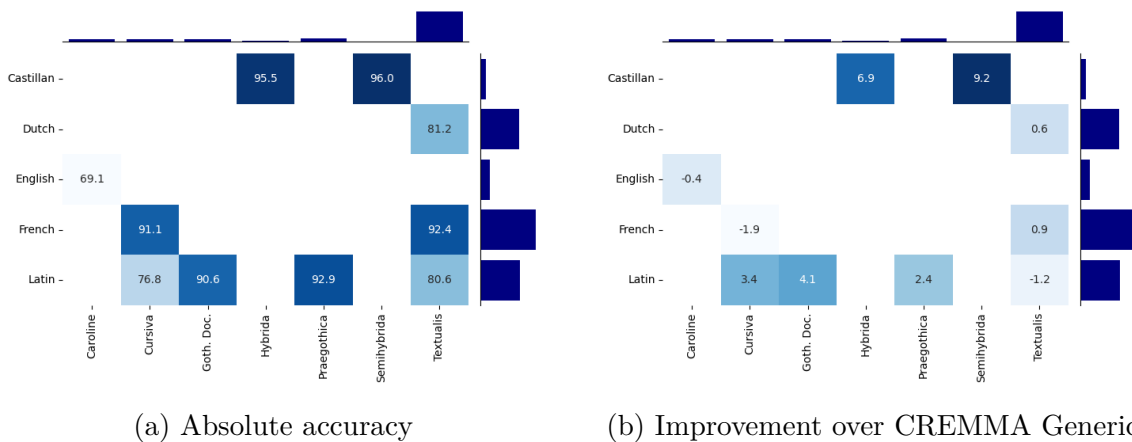 Castillan
95.5 96.0
Dutch
81.2
English
69.1
French
91.1 92.4
Latin
76.8 90.6 92.9 80.6
Caroline
Cursiva
Goth. Doc.
Hybrida
Praegothica
Semihybrida
Textualis
(a) Absolute accuracy
Castillan
6.9 9.2
Dutch
0.6
English
-0.4
French
-1.9 0.9
Latin
3.4 4.1 2.4 -1.2
Caroline
Cursiva
Goth. Doc.
Hybrida
Praegothica
Semihybrida
Textualis
(b) Improvement over CREMMA Generic